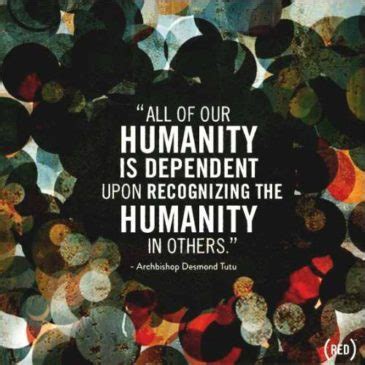 “ALL OF OUR
HUMANITY
IS DEPENDENT
UPON RECOGNIZING THE
HUMANITY
IN OTHERS.”
- Archbishop Desmond Tutu
(RED)